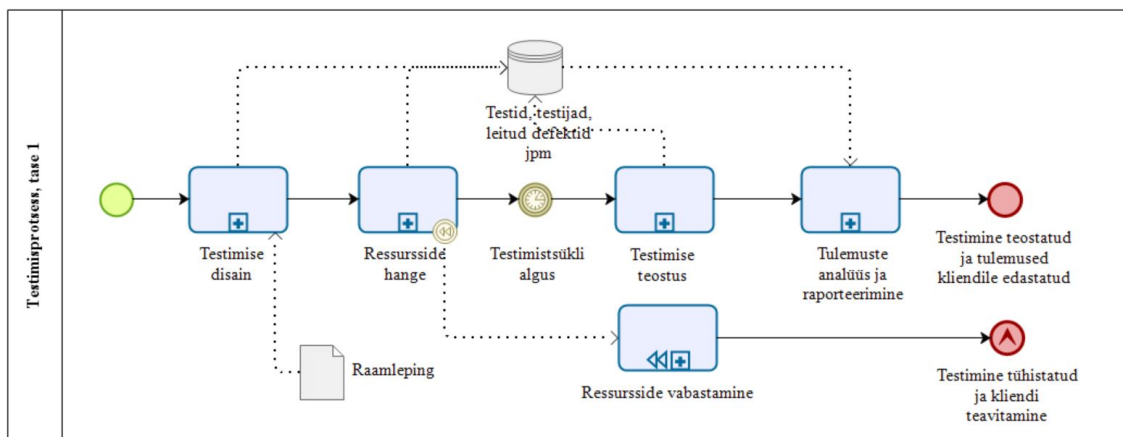 Testimisprotsess, tase 1
Testid, testijad,
leitud defektid
jpm
Testimise
disain
Ressursside
hange
Testimistsükli
algus
Testimise
teostus
Tulemuste
analüüs ja
raporteerimine
Testimine teostatud
ja tulemused
kliendile edastatud
Raamleping
Ressursside vabastamine
Testimine tühistatud
ja kliendi
teavitamine